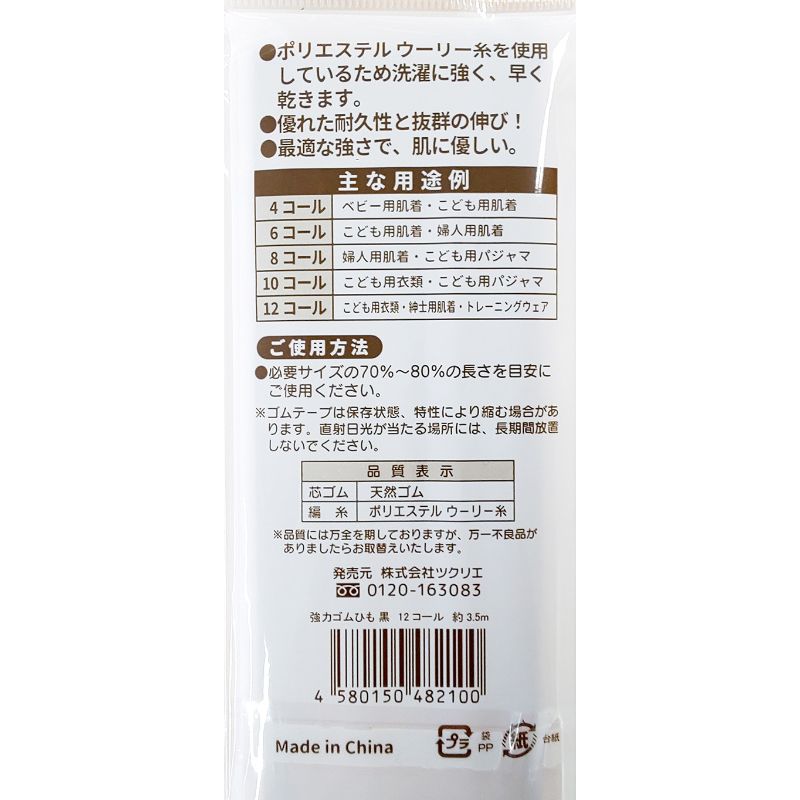 ●ポリエステル ウーリー糸を使用
しているため洗濯に強く、早く
乾きます。
●優れた耐久性と抜群の伸び！
●最適な強さで、肌に優しい。
主な用途例
4コール ベビー用肌着・こども用肌着
6コール こども用肌着・婦人用肌着
8コール 婦人用肌着・こども用パジャマ
10コール こども用衣類・こども用パジャマ
12コール こども用衣類・紳士用肌着・トレーニングウェア
ご使用方法
●必要サイズの70%〜80%の長さを目安に
ご使用ください。
※ゴムテープは保存状態、特性により縮む場合があ
ります。直射日光が当たる場所には、長期間放置
しないでください。
品質表示
芯ゴム 天然ゴム
編糸 ポリエステル ウーリー糸
※品質には万全を期しておりますが、万一不良品が
ありましたらお取替えいたします。
発売元 株式会社ツクリエ
0120-163083
強力ゴムひも 黒 12コール 約3.5m
4 580150 482100
Made in China
プラ 袋 PP 紙 台紙